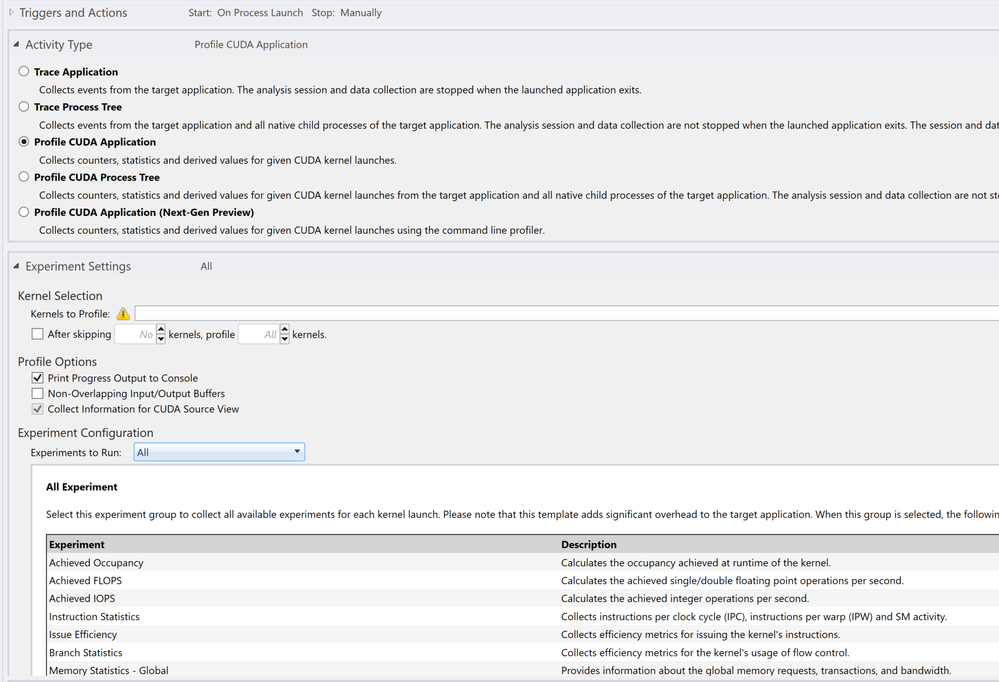 Triggers and Actions Start: On Process Launch Stop: Manually
Activity Type Profile CUDA Application
Trace Application
Collects events from the target application. The analysis session and data collection are stopped when the launched application exits.
Trace Process Tree
Collects events from the target application and all native child processes of the target application. The analysis session and data collection are not stopped when the launched application exits. The session and dat
Profile CUDA Application
Collects counters, statistics and derived values for given CUDA kernel launches.
Profile CUDA Process Tree
Collects counters, statistics and derived values for given CUDA kernel launches from the target application and all native child processes of the target application. The analysis session and data collection are not
Profile CUDA Application (Next-Gen Preview)
Collects counters, statistics and derived values for given CUDA kernel launches using the command line profiler.
Experiment Settings All
Kernel Selection
Kernels to Profile:
After skipping No kernels, profile All kernels.
Profile Options
Print Progress Output to Console
Non-Overlapping Input/Output Buffers
Collect Information for CUDA Source View
Experiment Configuration
Experiments to Run: All
All Experiment
Select this experiment group to collect all available experiments for each kernel launch. Please note that this template adds significant overhead to the target application. When this group is selected, the followin
Experiment Description
Achieved Occupancy Calculates the occupancy achieved at runtime of the kernel.
Achieved FLOPS Calculates the achieved single/double floating point operations per second.
Achieved IOPS Calculates the achieved integer operations per second.
Instruction Statistics Collects instructions per clock cycle (IPC), instructions per warp (IPW) and SM activity.
Issue Efficiency Collects efficiency metrics for issuing the kernel's instructions.
Branch Statistics Collects efficiency metrics for the kernel's usage of flow control.
Memory Statistics - Global Provides information about the global memory requests, transactions, and bandwidth.